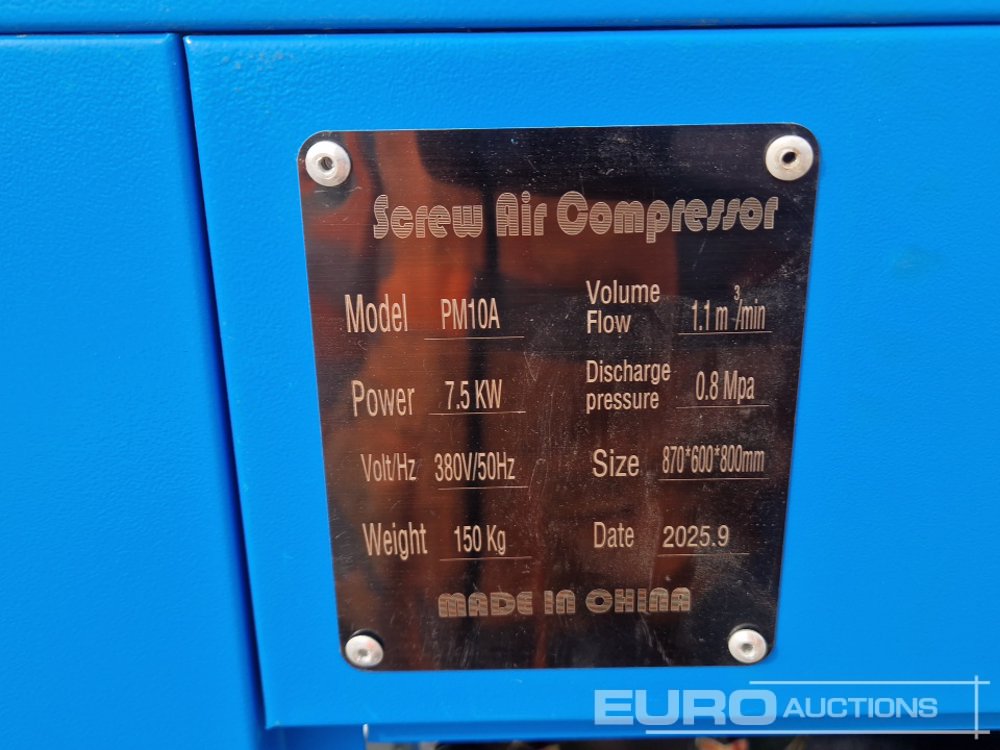 Screw Air Compressor
Model PM10A
Volume Flow 1.1 m³/min
Power 7.5 KW
Discharge pressure 0.8 Mpa
Volt/Hz 380V/50Hz
Size 870*600*800mm
Weight 150 Kg
Date 2025.9
MADE IN CHINA
EURO AUCTIONS